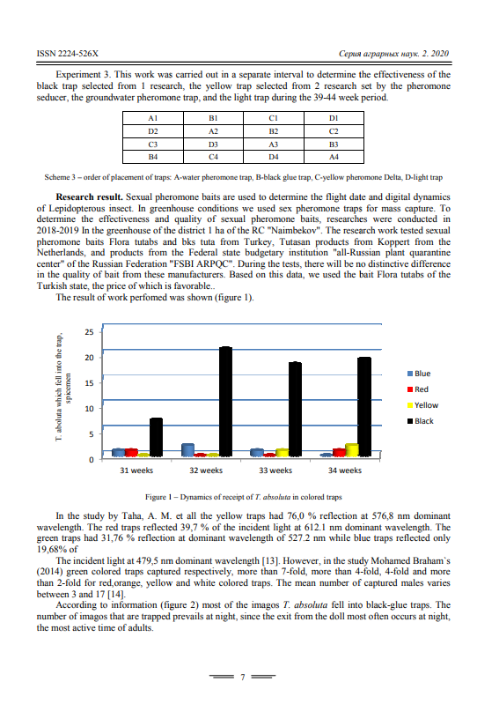 ISSN 2224-526X
Серия аграрных наук. 2. 2020
Experiment 3. This work was carried out in a separate interval to determine the effectiveness of the
black trap selected from 1 research, the yellow trap selected from 2 research set by the pheromone
seducer, the groundwater pheromone trap, and the light trap during the 39-44 week period.
A1 B1 C1 D1
D2 A2 B2 C2
C3 D3 A3 B3
B4 C4 D4 A4
Scheme 3 – order of placement of traps: A-water pheromone trap, B-black glue trap, C-yellow pheromone Delta, D-light trap
Research result. Sexual pheromone baits are used to determine the flight date and digital dynamics
of Lepidopterous insect. In greenhouse conditions we used sex pheromone traps for mass capture. To
determine the effectiveness and quality of sexual pheromone baits, researches were conducted in
2018-2019 In the greenhouse of the district 1 ha of the RC "Naimbekov". The research work tested sexual
pheromone baits Flora tutabs and bks tuta from Turkey, Tutasan products from Koppert from the
Netherlands, and products from the Federal state budgetary institution "all-Russian plant quarantine
center" of the Russian Federation "FSBI ARPQC". During the tests, there will be no distinctive difference
in the quality of bait from these manufacturers. Based on this data, we used the bait Flora tutabs of the
Turkish state, the price of which is favorable..
The result of work perfomed was shown (figure 1).
T. aboluta which fell into the trap,
spicemen
25
20
15
10
5
0
31 weeks 32 weeks 33 weeks 34 weeks
Blue
Red
Yellow
Black
Figure 1 – Dynamics of receipt of T. absoluta in colored traps
In the study by Taha, A. M. et all the yellow traps had 76,0 % reflection at 576,8 nm dominant
wavelength. The red traps reflected 39,7 % of the incident light at 612.1 nm dominant wavelength. The
green traps had 31,76 % reflection at dominant wavelength of 527.2 nm while blue traps reflected only
19,68% of
The incident light at 479,5 nm dominant wavelength [13]. However, in the study Mohamed Braham`s
(2014) green colored traps captured respectively, more than 7-fold, more than 4-fold, 4-fold and more
than 2-fold for red,orange, yellow and white colored traps. The mean number of captured males varies
between 3 and 17 [14].
According to information (figure 2) most of the imagos T. absoluta fell into black-glue traps. The
number of imagos that are trapped prevails at night, since the exit from the doll most often occurs at night,
the most active time of adults.
7